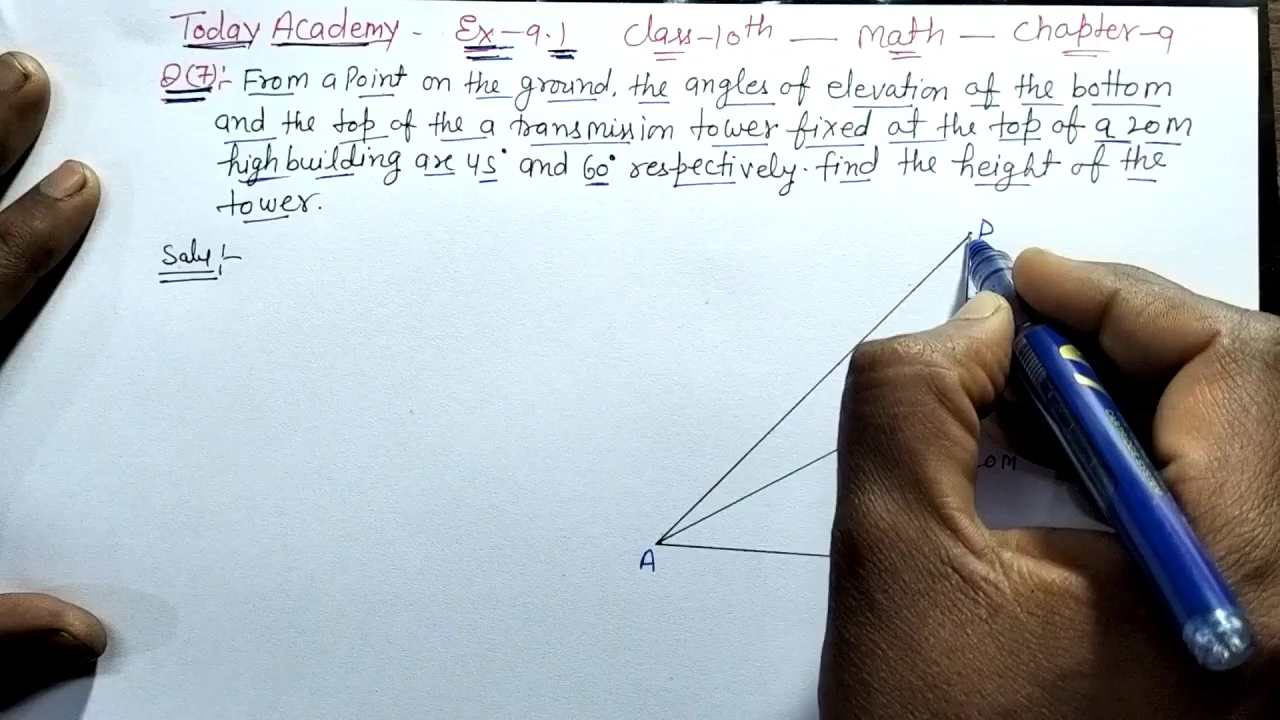 Today Academy - Ex-9.1 Class-10th — math — Chapter-9
Q(7):- From a Point on the ground, the angles of elevation of the bottom
and the top of the a transmission tower fixed at the top of a 20m
high building are 45° and 60° respectively. find the height of the
tower.
D
A